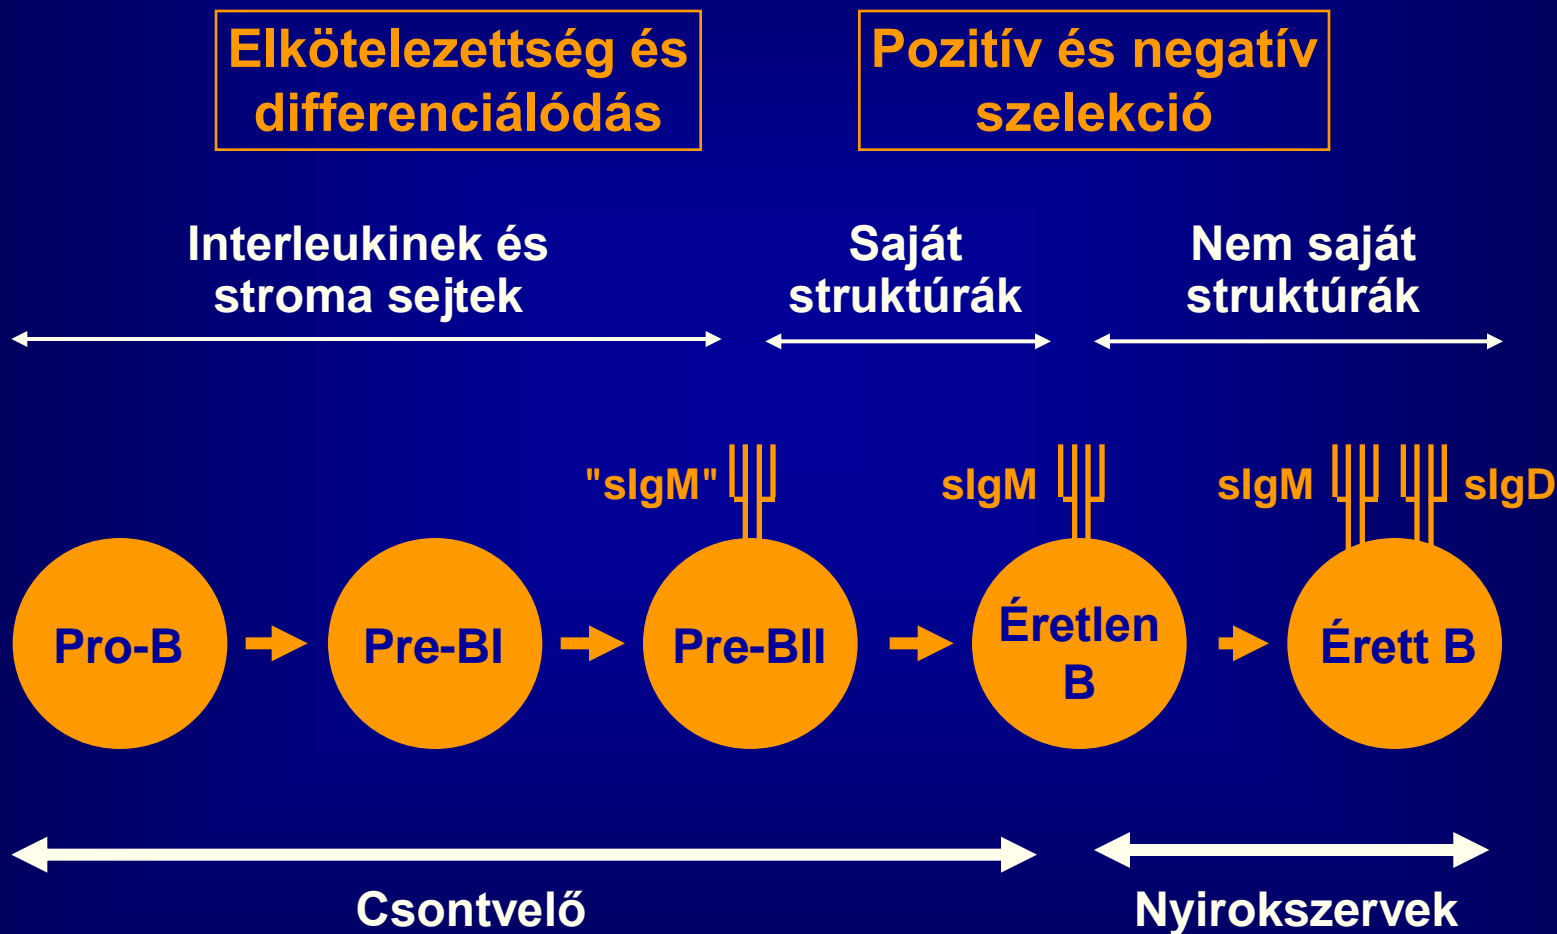 Elkötelezettség és
differenciálódás
Pozitív és negatív
szelekció
Interleukinek és
stroma sejtek
Saját
struktúrák
Nem saját
struktúrák
"sIgM"
sIgM
sIgM
sIgD
Pro-B
Pre-BI
Pre-BII
Éretlen
B
Érett B
Csontvelő
Nyirokszervek